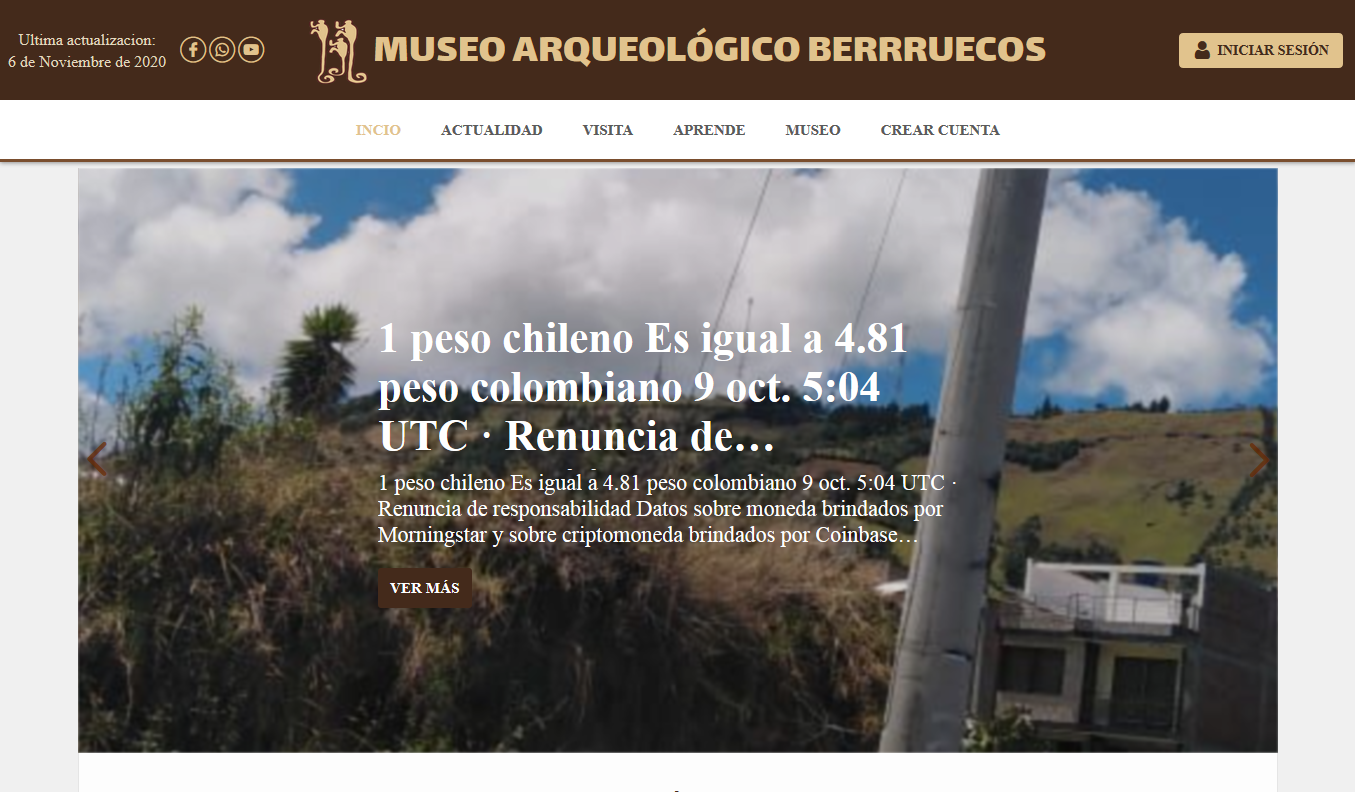 Ultima actualizacion:
6 de Noviembre de 2020
MUSEO ARQUEOLÓGICO BERRRUECOS
INICIAR SESIÓN
INCIO ACTUALIDAD VISITA APRENDE MUSEO CREAR CUENTA
1 peso chileno Es igual a 4.81
peso colombiano 9 oct. 5:04
UTC · Renuncia de…
1 peso chileno Es igual a 4.81 peso colombiano 9 oct. 5:04 UTC ·
Renuncia de responsabilidad Datos sobre moneda brindados por
Morningstar y sobre criptomoneda brindados por Coinbase…
VER MÁS